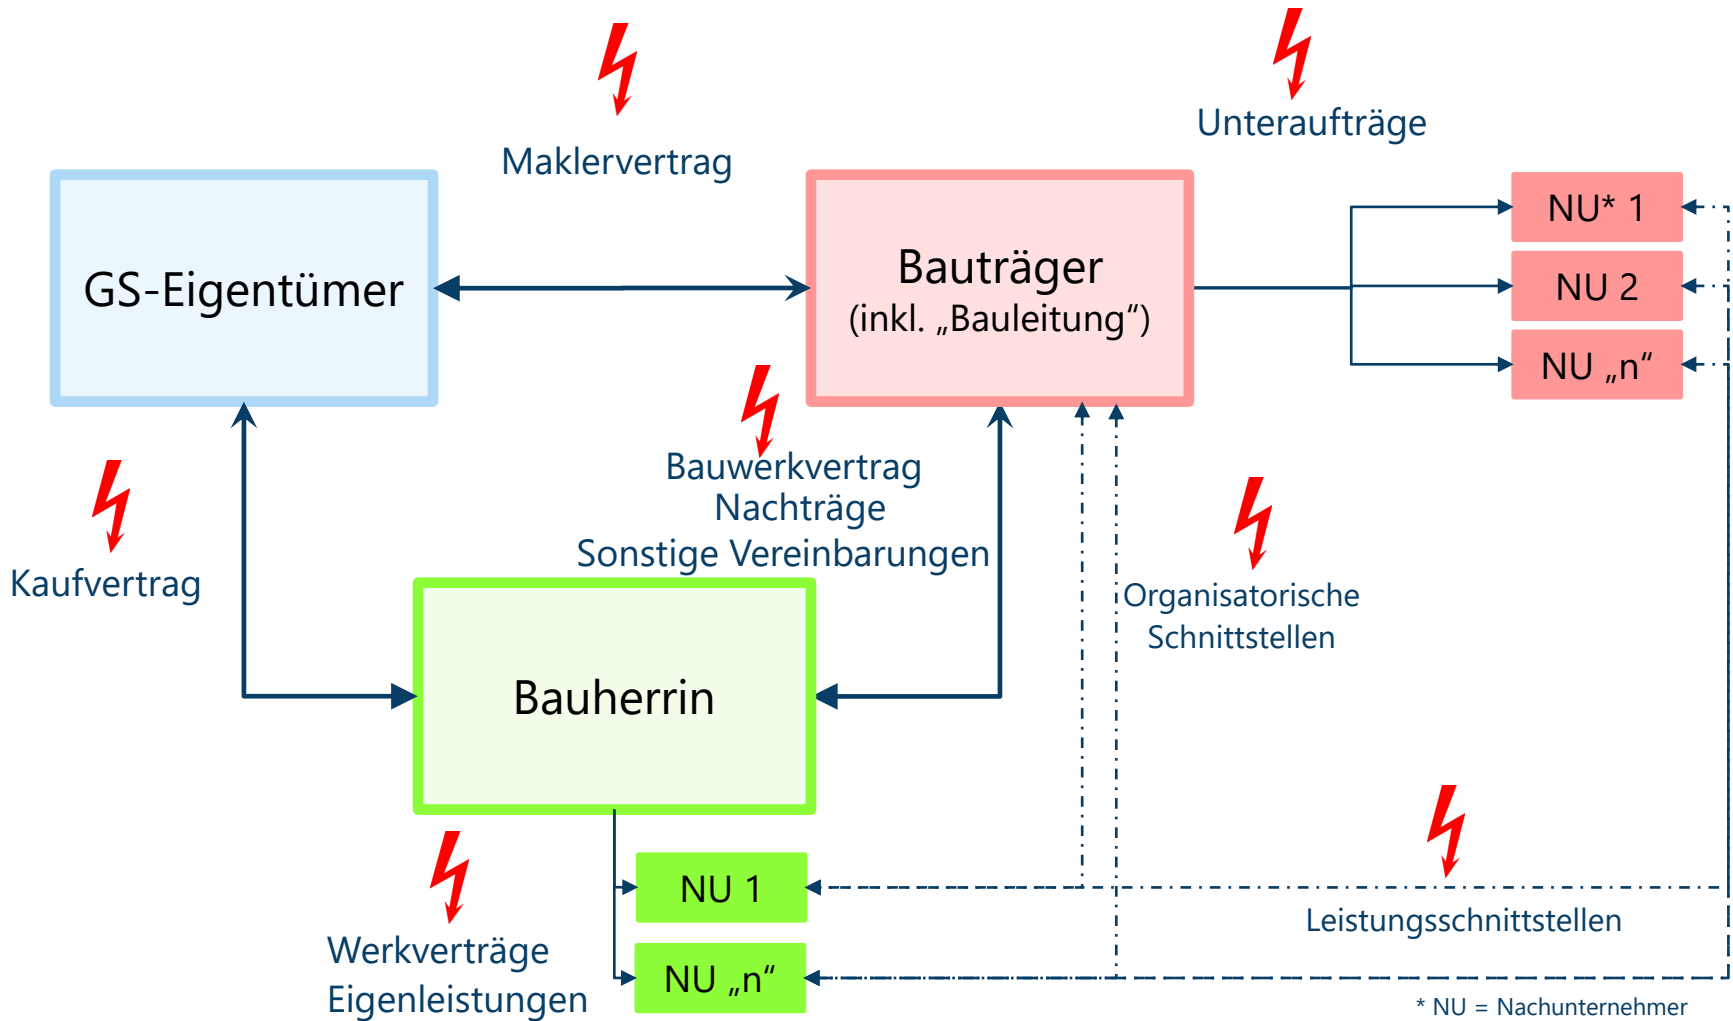 Unteraufträge
Maklervertrag
GS-Eigentümer
Bauträger
(inkl. „Bauleitung“)
NU* 1
NU 2
NU „n“
Bauwerkvertrag
Nachträge
Sonstige Vereinbarungen
Kaufvertrag
Organisatorische
Schnittstellen
Bauherrin
NU 1
NU „n“
Leistungsschnittstellen
Werkverträge
Eigenleistungen
* NU = Nachunternehmer